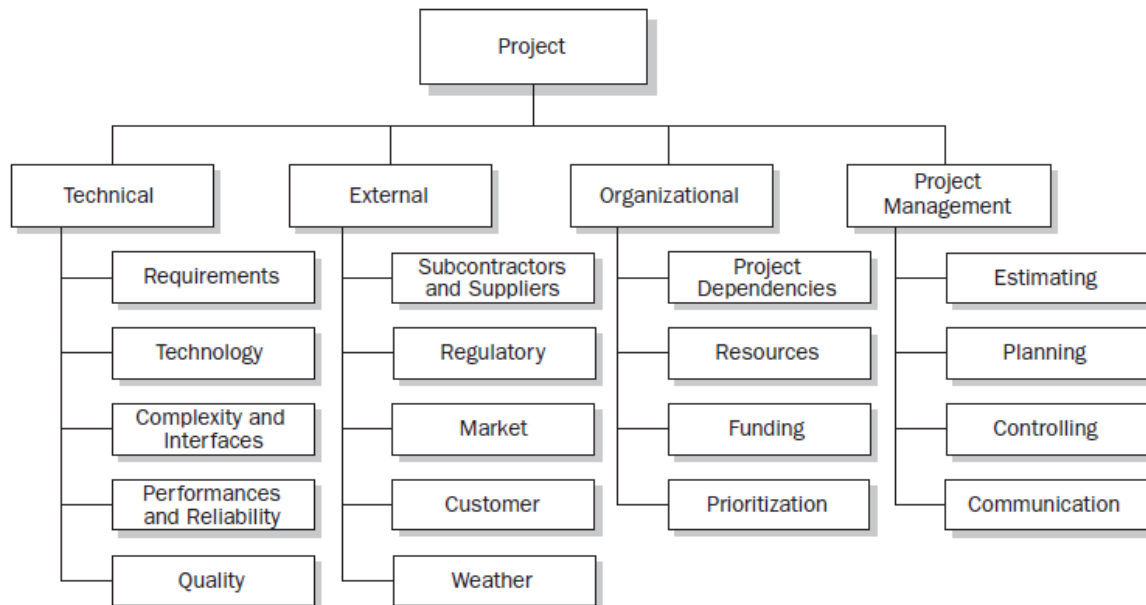 Project
Technical
External
Organizational
Project
Management
Requirements
Technology
Complexity and
Interfaces
Performances
and Reliability
Quality
Subcontractors
and Suppliers
Regulatory
Market
Customer
Weather
Project
Dependencies
Resources
Funding
Prioritization
Estimating
Planning
Controlling
Communication